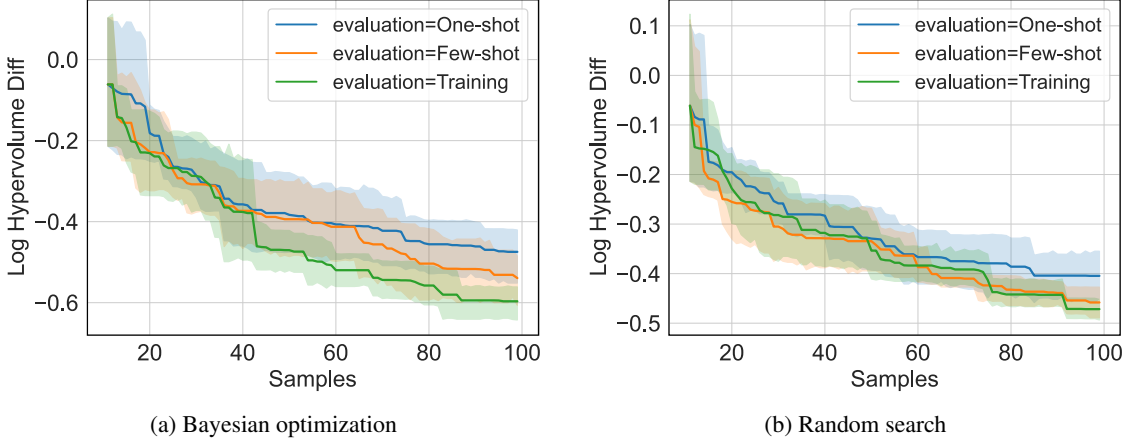 evaluation=One-shot
evaluation=Few-shot
evaluation=Training
Log Hypervolume Diff
0.0
−0.2
−0.4
−0.6
20
40
60
80
100
Samples
(a) Bayesian optimization
evaluation=One-shot
evaluation=Few-shot
evaluation=Training
Log Hypervolume Diff
0.1
0.0
−0.1
−0.2
−0.3
−0.4
−0.5
20
40
60
80
100
Samples
(b) Random search